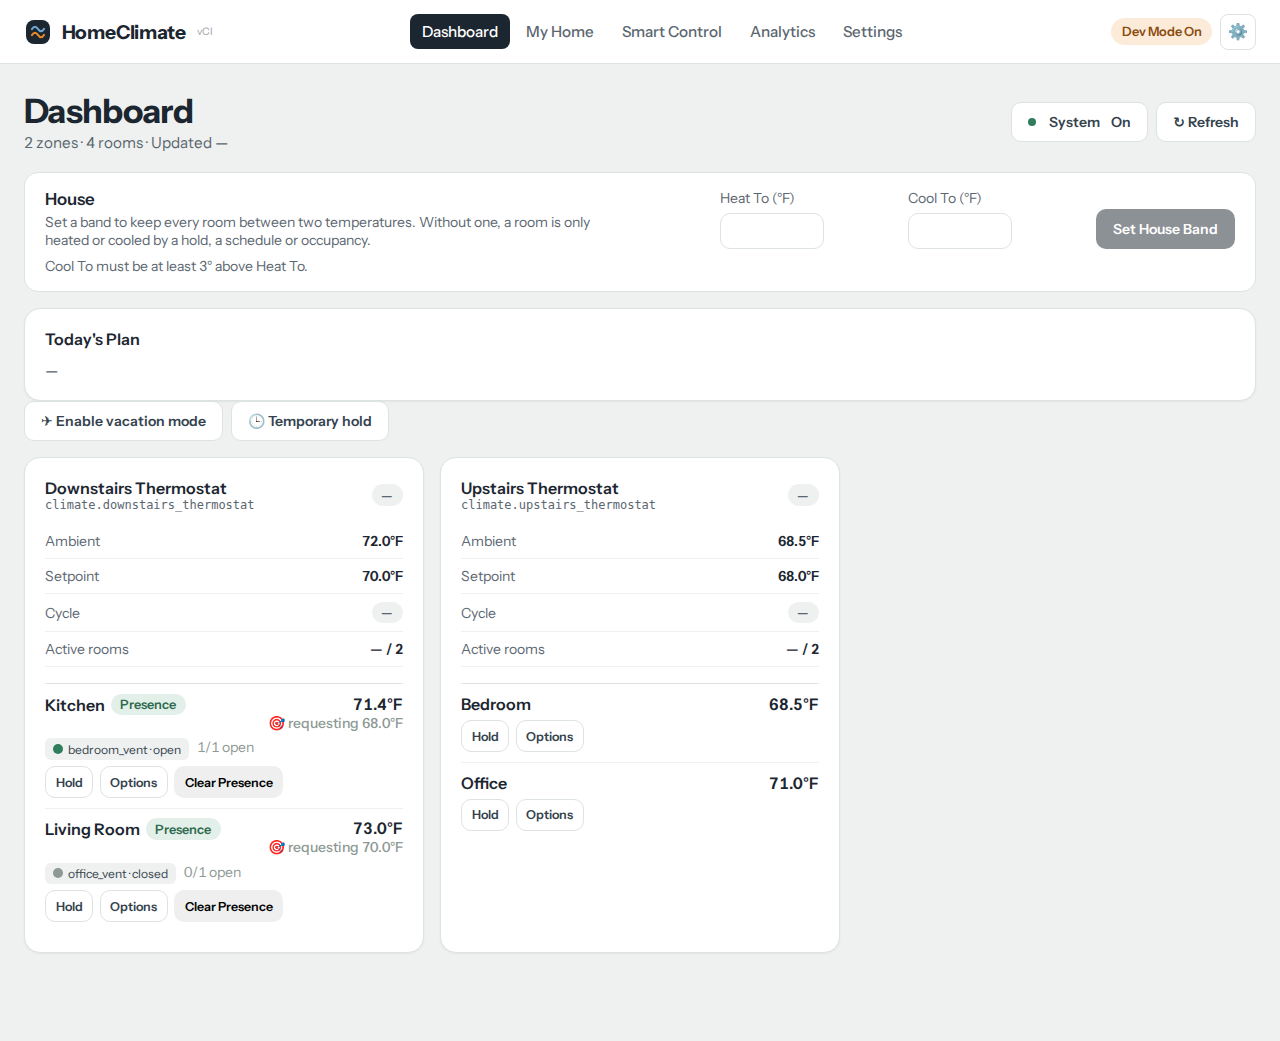 HomeClimate vCI
Dashboard
My Home
Smart Control
Analytics
Settings
Dev Mode On
Dashboard
2 zones · 4 rooms · Updated —
System On
↻ Refresh
House
Set a band to keep every room between two temperatures. Without one, a room is only
heated or cooled by a hold, a schedule or occupancy.
Cool To must be at least 3° above Heat To.
Heat To (°F)
Cool To (°F)
Set House Band
Today's Plan
—
✈ Enable vacation mode
🕒 Temporary hold
Downstairs Thermostat
climate.downstairs_thermostat
—
Ambient 72.0°F
Setpoint 70.0°F
Cycle —
Active rooms — / 2
Kitchen Presence 71.4°F
🎯 requesting 68.0°F
bedroom_vent · open 1/1 open
Hold Options Clear Presence
Living Room Presence 73.0°F
🎯 requesting 70.0°F
office_vent · closed 0/1 open
Hold Options Clear Presence
Upstairs Thermostat
climate.upstairs_thermostat
—
Ambient 68.5°F
Setpoint 68.0°F
Cycle —
Active rooms — / 2
Bedroom 68.5°F
Hold Options
Office 71.0°F
Hold Options